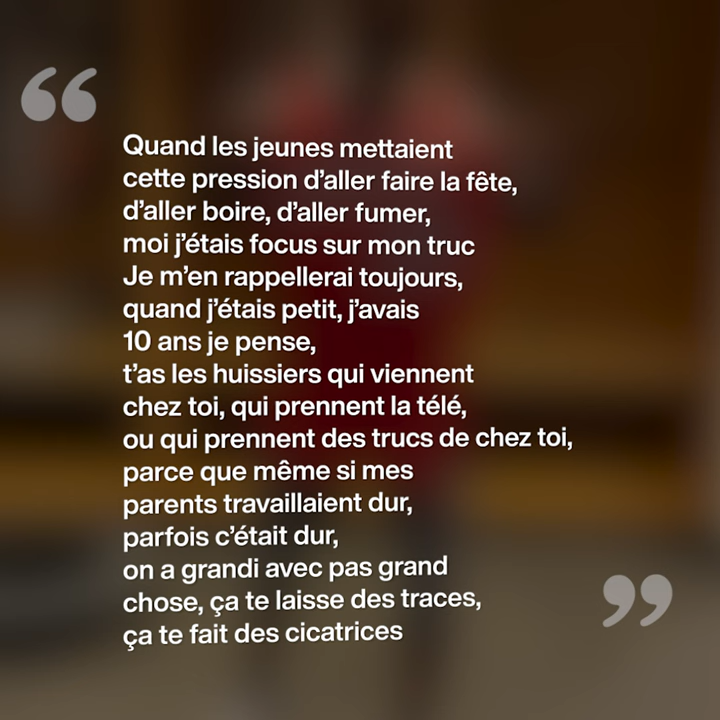 “
Quand les jeunes mettaient
cette pression d’aller faire la fête,
d’aller boire, d’aller fumer,
moi j’étais focus sur mon truc
Je m’en rappellerai toujours,
quand j’étais petit, j’avais
10 ans je pense,
t’as les huissiers qui viennent
chez toi, qui prennent la télé,
ou qui prennent des trucs de chez toi,
parce que même si mes
parents travaillaient dur,
parfois c’était dur,
on a grandi avec pas grand
chose, ça te laisse des traces,
ça te fait des cicatrices
”